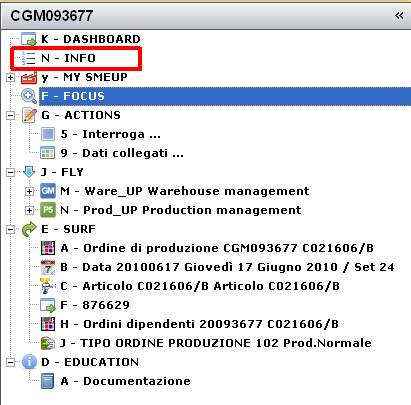 CGM093677 «
K - DASHBOARD
N - INFO
y - MY SMEUP
F - FOCUS
G - ACTIONS
5 - Interroga ...
9 - Dati collegati ...
J - FLY
GM M - Ware_UP Warehouse management
P5 N - Prod_UP Production management
E - SURF
A - Ordine di produzione CGM093677 C021606/B
B - Data 20100617 Giovedì 17 Giugno 2010 / Set 24
C - Articolo C021606/B Articolo C021606/B
F - 876629
H - Ordini dipendenti 20093677 C021606/B
J - TIPO ORDINE PRODUZIONE 102 Prod.Normale
D - EDUCATION
A - Documentazione